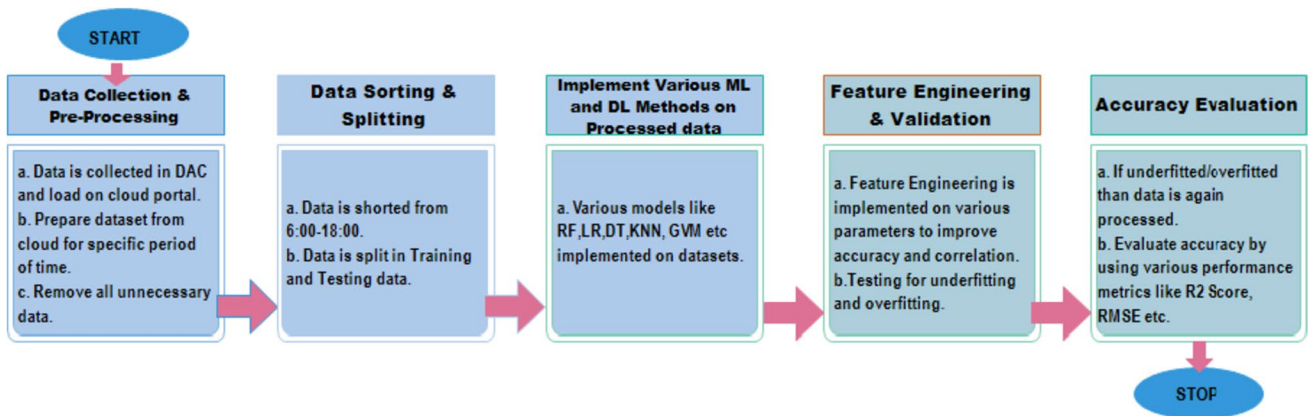 START
Data Collection &
Pre-Processing
a. Data is collected in DAC
and load on cloud portal.
b. Prepare dataset from
cloud for specific period
of time.
c. Remove all unnecessary
data.
Data Sorting &
Splitting
a. Data is shorted from
6:00-18:00.
b. Data is split in Training
and Testing data.
Implement Various ML
and DL Methods on
Processed data
a. Various models like
RF,LR,DT,KNN, GVM etc
implemented on datasets.
Feature Engineering
& Validation
a. Feature Engineering is
implemented on various
parameters to improve
accuracy and correlation.
b.Testing for underfitting
and overfitting.
Accuracy Evaluation
a. If underfitted/overfitted
than data is again
processed.
b. Evaluate accuracy by
using various performance
metrics like R2 Score,
RMSE etc.
STOP